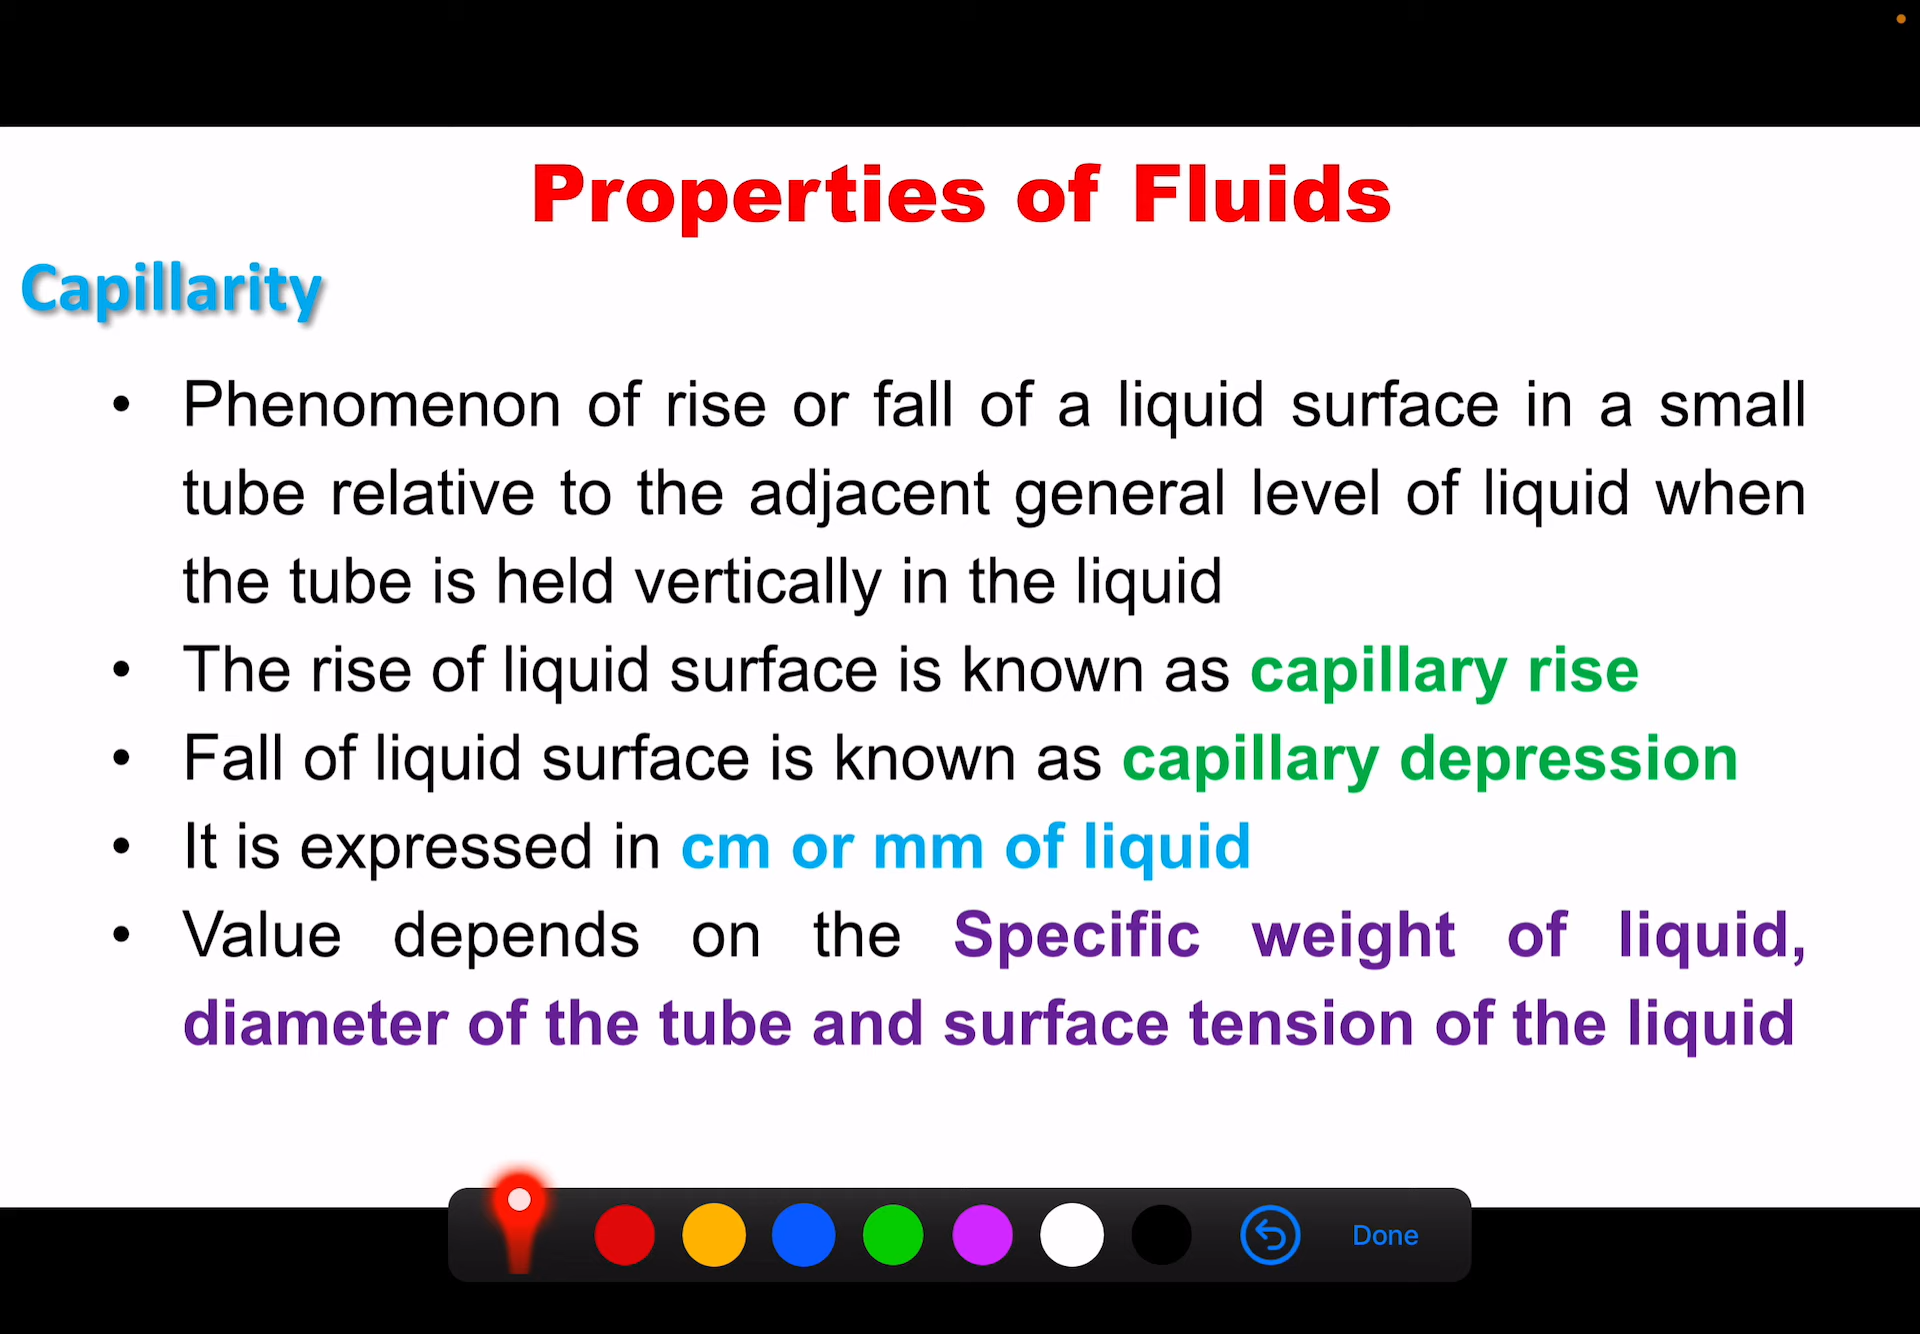 Properties of Fluids
Capillarity
• Phenomenon of rise or fall of a liquid surface in a small
tube relative to the adjacent general level of liquid when
the tube is held vertically in the liquid
• The rise of liquid surface is known as capillary rise
• Fall of liquid surface is known as capillary depression
• It is expressed in cm or mm of liquid
• Value depends on the Specific weight of liquid,
diameter of the tube and surface tension of the liquid
Done